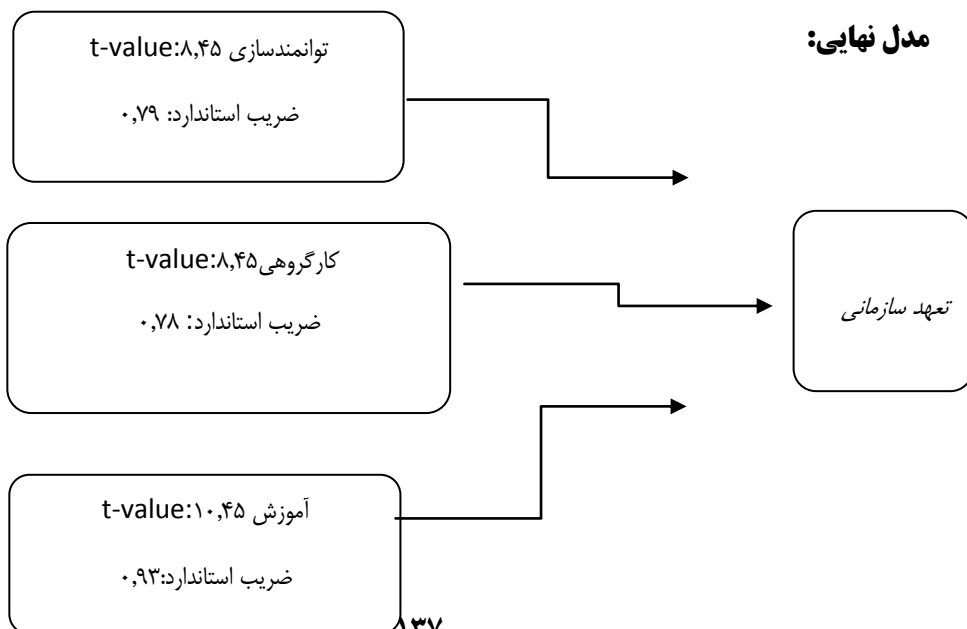 مدل نهایی:
توانمندسازی t-value:۸,۴۵
ضریب استاندارد: ۰,۷۹
کارگروهی t-value:۸,۴۵
ضریب استاندارد: ۰,۷۸
تعهد سازمانی
آموزش t-value:۱۰,۴۵
ضریب استاندارد:۰,۹۳
۱۳۷